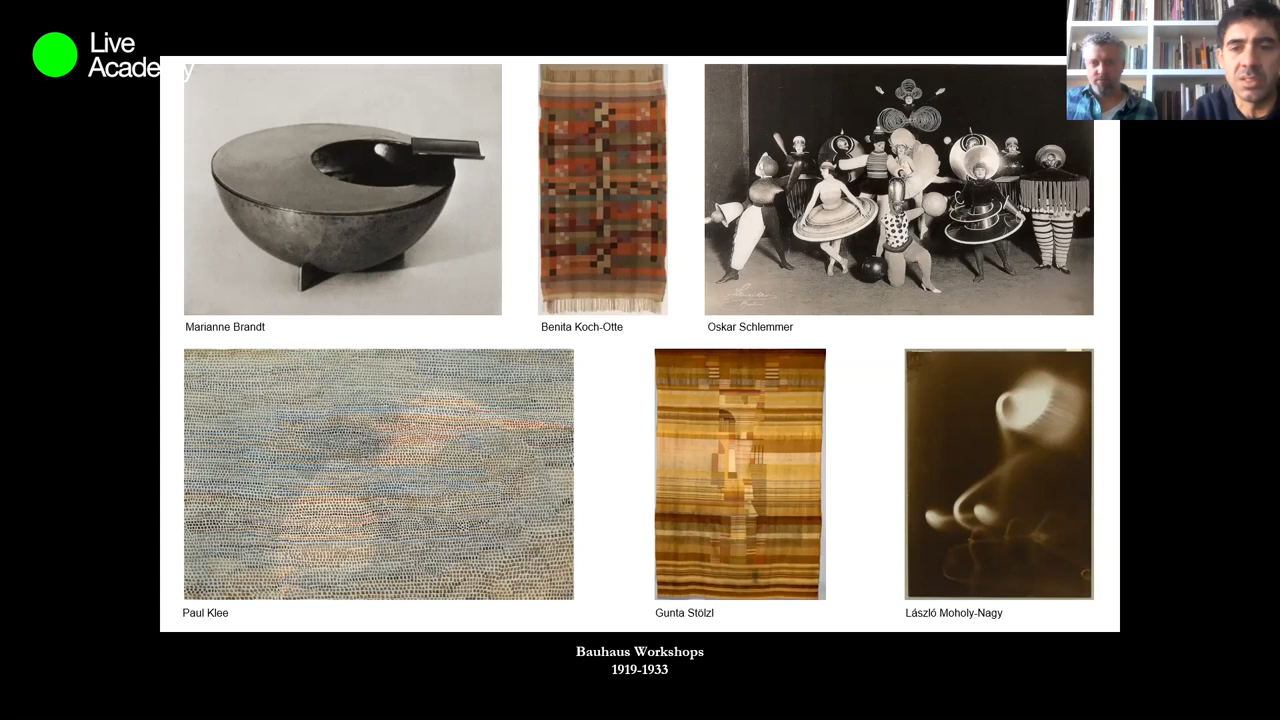 Live
Academy
Marianne Brandt
Benita Koch-Otte
Oskar Schlemmer
Paul Klee
Gunta Stölzl
László Moholy-Nagy
Bauhaus Workshops
1919-1933